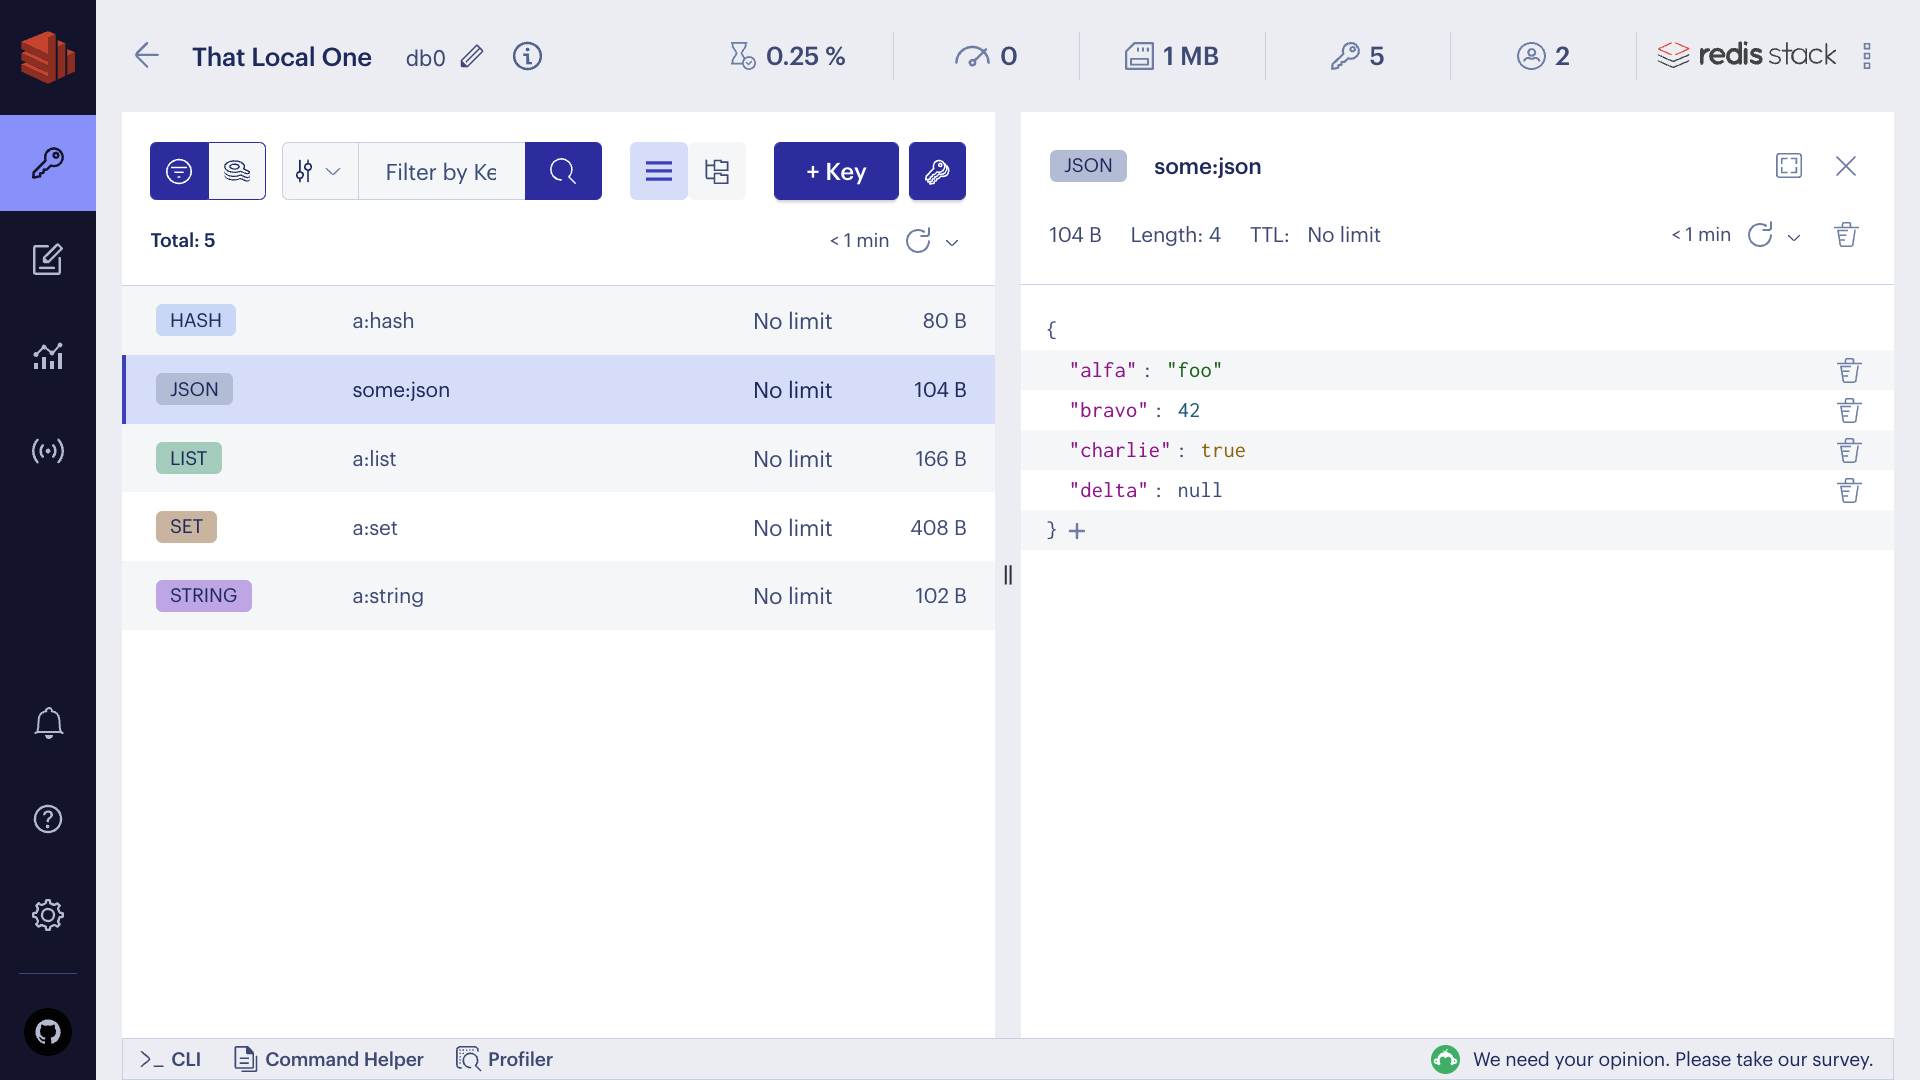 That Local One db0 0.25 % 0 1 MB 5 2 redis stack
Filter by Ke + Key
Total: 5 < 1 min
HASH a:hash No limit 80 B
JSON some:json No limit 104 B
LIST a:list No limit 166 B
SET a:set No limit 408 B
STRING a:string No limit 102 B
JSON some:json
104 B Length: 4 TTL: No limit < 1 min
{
"alfa" : "foo"
"bravo" : 42
"charlie" : true
"delta" : null
} +
>_ CLI Command Helper Profiler We need your opinion. Please take our survey.